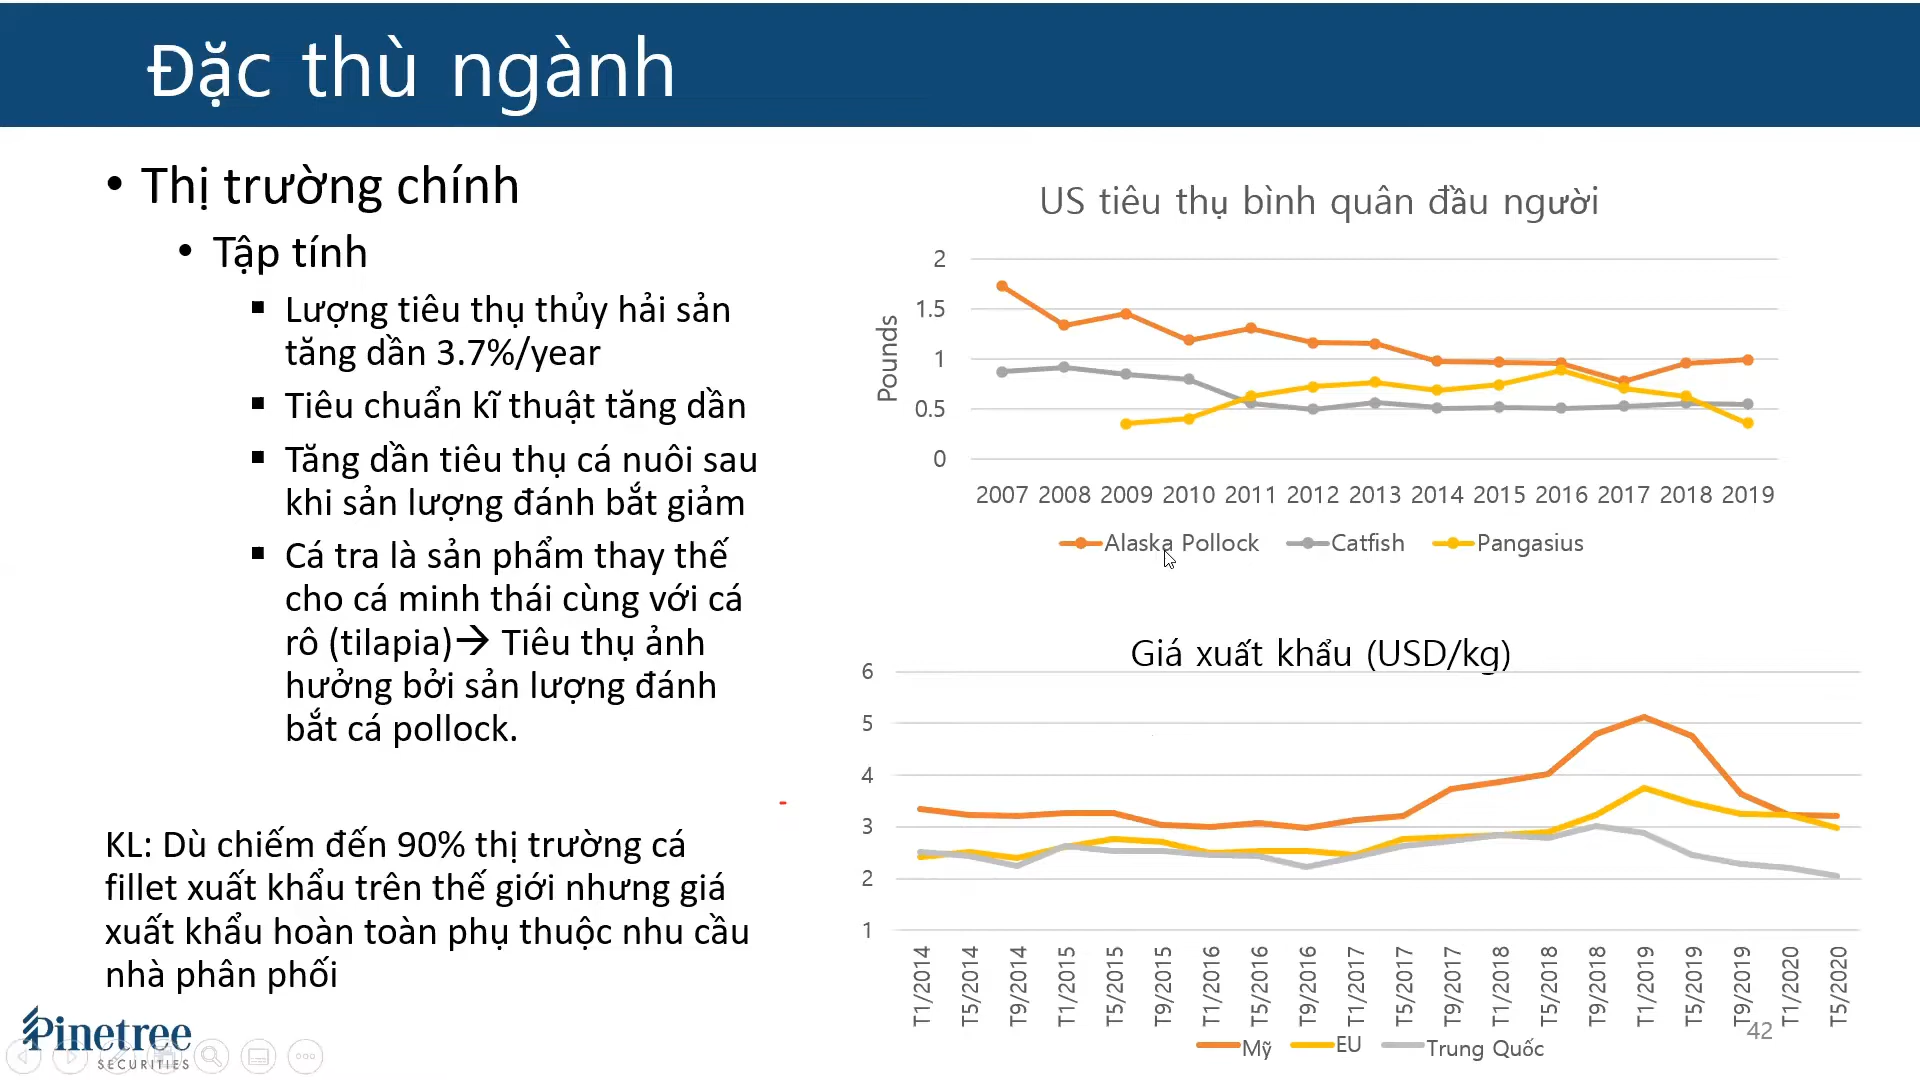 Đặc thù ngành
• Thị trường chính
• Tập tính
▪ Lượng tiêu thụ thủy hải sản
tăng dần 3.7%/year
▪ Tiêu chuẩn kĩ thuật tăng dần
▪ Tăng dần tiêu thụ cá nuôi sau
khi sản lượng đánh bắt giảm
▪ Cá tra là sản phẩm thay thế
cho cá minh thái cùng với cá
rô (tilapia)→ Tiêu thụ ảnh
hưởng bởi sản lượng đánh
bắt cá pollock.
KL: Dù chiếm đến 90% thị trường cá
fillet xuất khẩu trên thế giới nhưng giá
xuất khẩu hoàn toàn phụ thuộc nhu cầu
nhà phân phối
Pinetree
SECURITIES
US tiêu thụ bình quân đầu người
Pounds
2
1.5
1
0.5
0
2007 2008 2009 2010 2011 2012 2013 2014 2015 2016 2017 2018 2019
Alaska Pollock Catfish Pangasius
Giá xuất khẩu (USD/kg)
6
5
4
3
2
1
T1/2014 T5/2014 T9/2014 T1/2015 T5/2015 T9/2015 T1/2016 T5/2016 T9/2016 T1/2017 T5/2017 T9/2017 T1/2018 T5/2018 T9/2018 T1/2019 T5/2019 T9/2019 T1/2020 T5/2020
Mỹ EU Trung Quốc
42